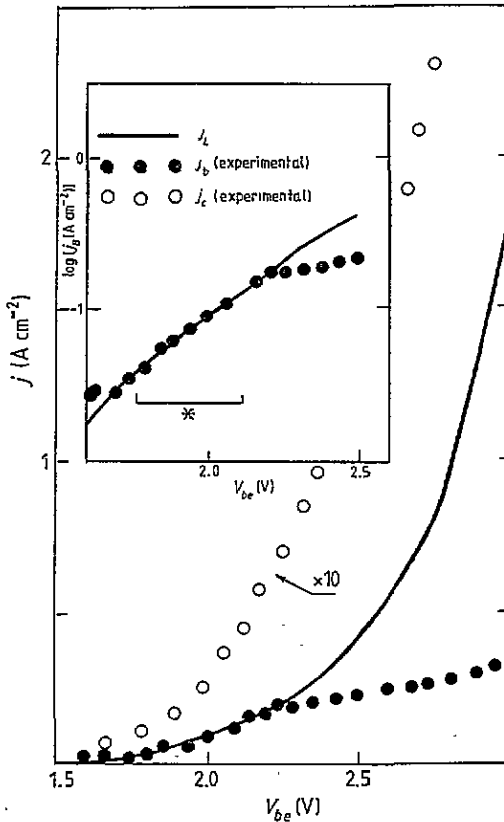 j_L
j_b (experimental)
j_c (experimental)
0
-1
log(j_B [A cm⁻²])
*
2.0
2.5
V_be (V)
×10
2
1
j (A cm⁻²)
1.5
2.0
2.5
V_be (V)